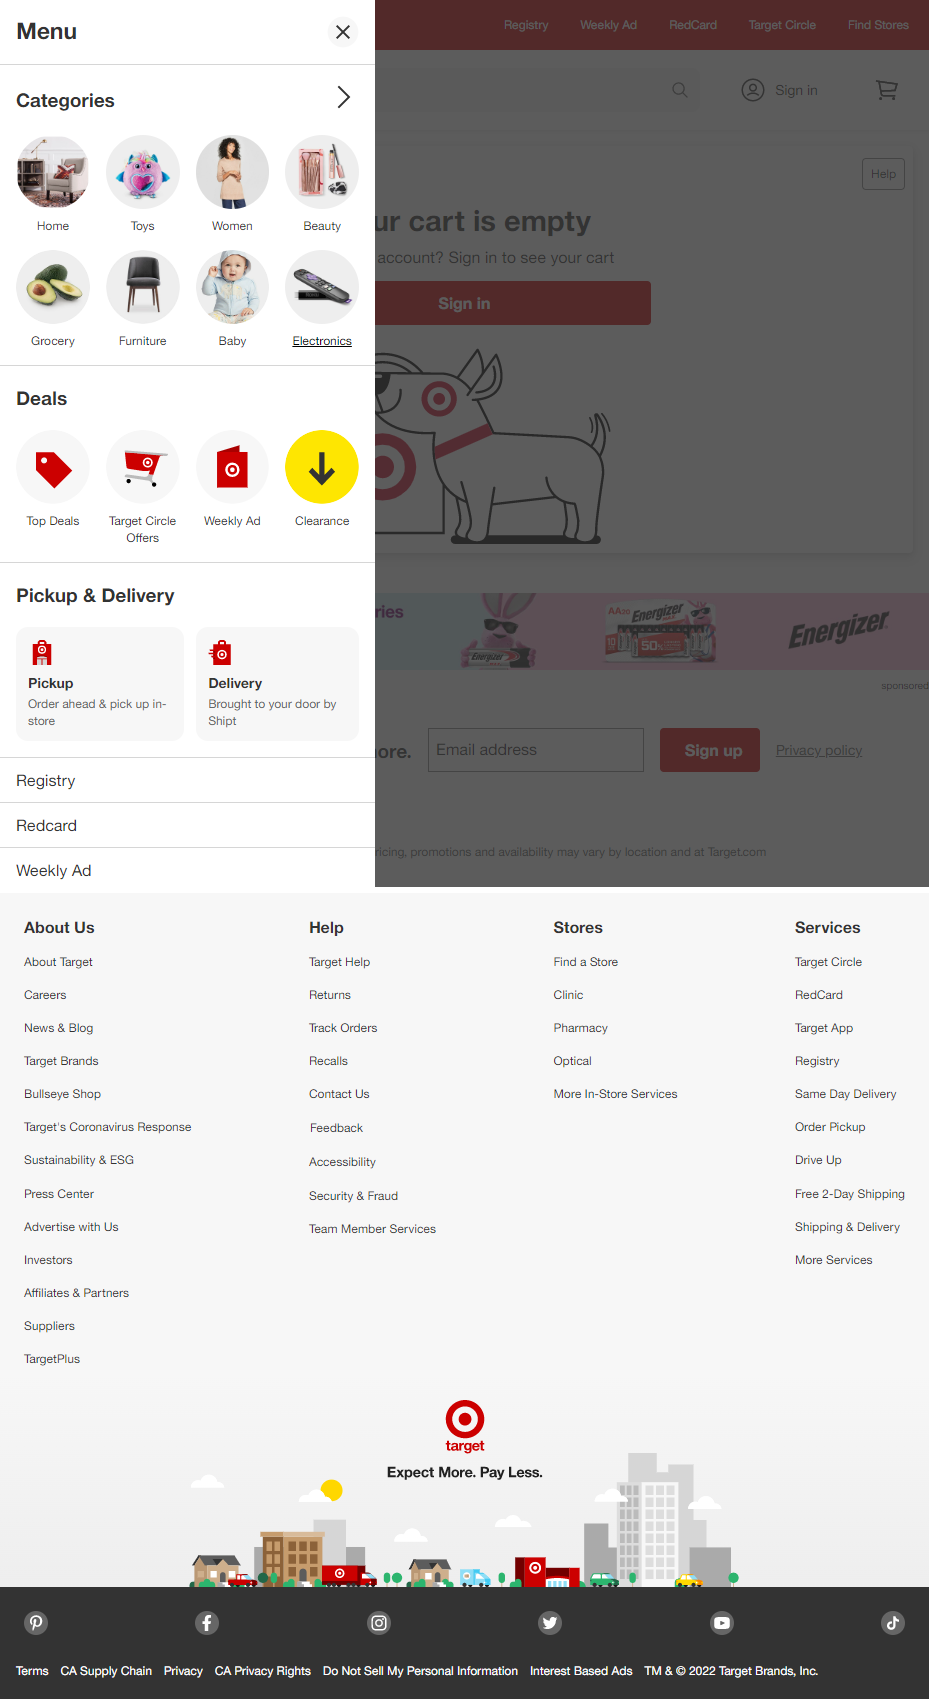 Menu
Registry Weekly Ad RedCard Target Circle Find Stores
Categories
Sign in
Home Toys Women Beauty
Help
ur cart is empty
account? Sign in to see your cart
Sign in
Grocery Furniture Baby Electronics
Deals
Top Deals Target Circle Offers Weekly Ad Clearance
Pickup & Delivery
ries
AA20
Energizer
MAX
50%
Energizer
Energizer
sponsored
Pickup
Order ahead & pick up in-
store
Delivery
Brought to your door by
Shipt
ore.
Email address
Sign up
Privacy policy
Registry
Redcard
ricing, promotions and availability may vary by location and at Target.com
Weekly Ad
About Us
About Target
Careers
News & Blog
Target Brands
Bullseye Shop
Target's Coronavirus Response
Sustainability & ESG
Press Center
Advertise with Us
Investors
Affiliates & Partners
Suppliers
TargetPlus
Help
Target Help
Returns
Track Orders
Recalls
Contact Us
Feedback
Accessibility
Security & Fraud
Team Member Services
Stores
Find a Store
Clinic
Pharmacy
Optical
More In-Store Services
Services
Target Circle
RedCard
Target App
Registry
Same Day Delivery
Order Pickup
Drive Up
Free 2-Day Shipping
Shipping & Delivery
More Services
target
Expect More. Pay Less.
Terms CA Supply Chain Privacy CA Privacy Rights Do Not Sell My Personal Information Interest Based Ads TM & © 2022 Target Brands, Inc.